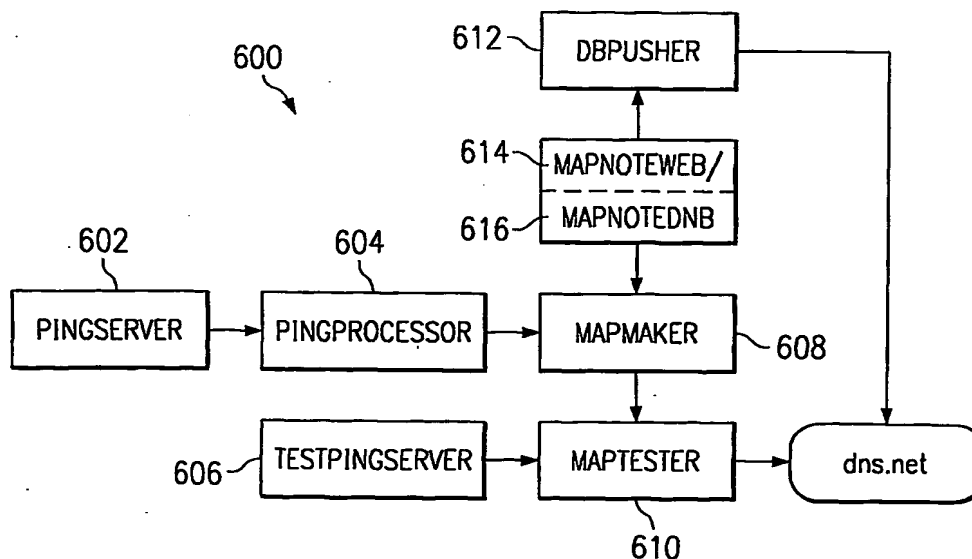 612
DBPUSHER
600
614
MAPNOTEWEB/
616
MAPNOTEDNB
602
604
PINGSERVER
PINGPROCESSOR
MAPMAKER
608
606
TESTPINGSERVER
MAPTESTER
dns.net
610